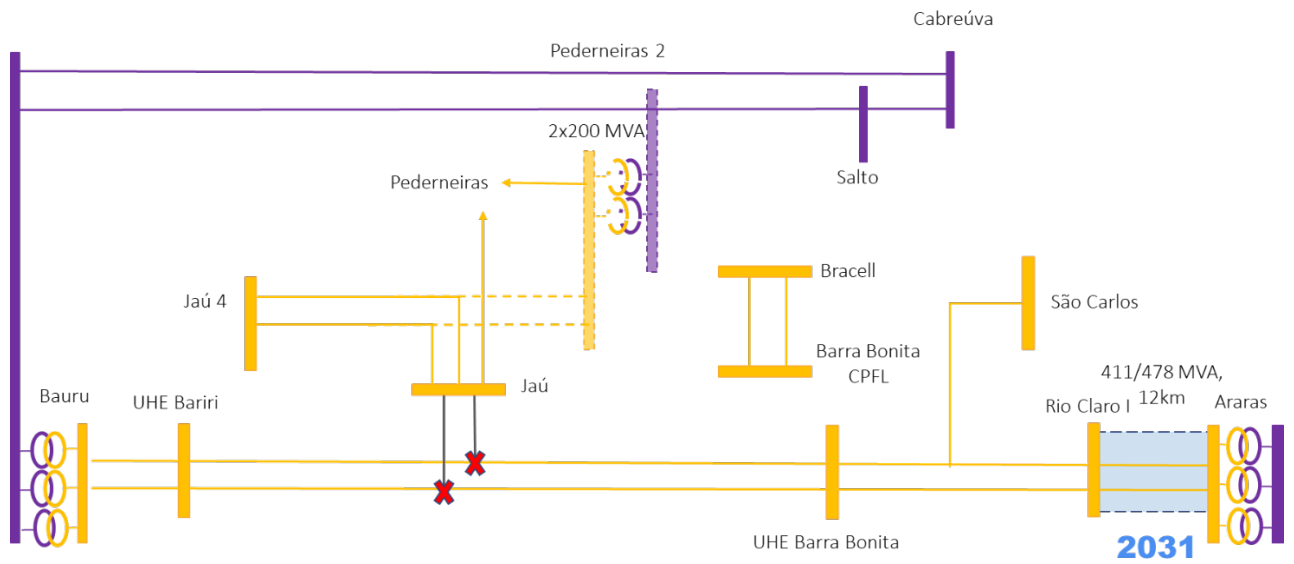 Cabreúva
Pederneiras 2
2x200 MVA
Pederneiras
Salto
Jaú 4
Bracell
São Carlos
Barra Bonita
CPFL
Jaú
411/478 MVA,
12km
Bauru
UHE Bariri
Rio Claro I
Araras
UHE Barra Bonita
2031